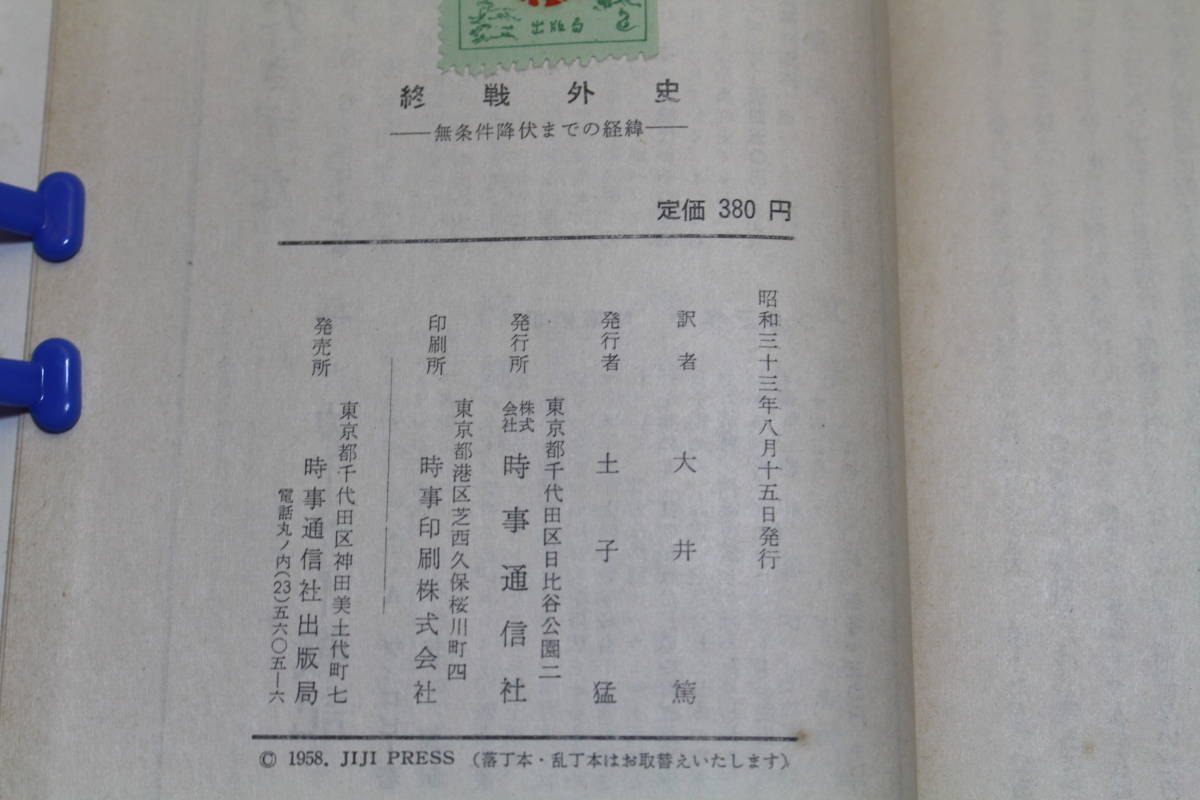 出版局
終戦外史
――無条件降伏までの経緯――
定価 380 円
昭和三十三年八月十五日発行
訳者 大井篤
発行者 土子猛
東京都千代田区日比谷公園二
発行所 株式会社 時事通信社
東京都港区芝西久保桜川町四
印刷所 時事印刷株式会社
東京都千代田区神田美土代町七
発売所 時事通信社出版局
電話丸ノ内(23)五六〇五―六
© 1958. JIJI PRESS (落丁本・乱丁本はお取替えいたします)